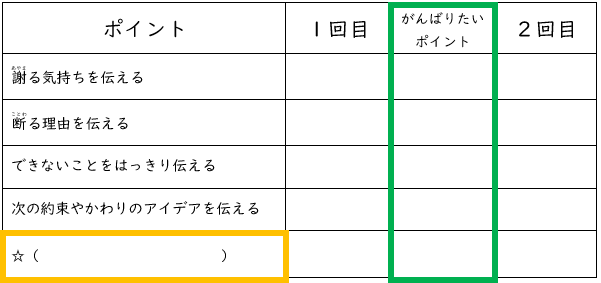 ポイント
1回目
がんばりたい
ポイント
2回目
あやま
謝る気持ちを伝える
ことわ
断る理由を伝える
できないことをはっきり伝える
次の約束やかわりのアイデアを伝える
☆（　　　　　　　　　　　　）